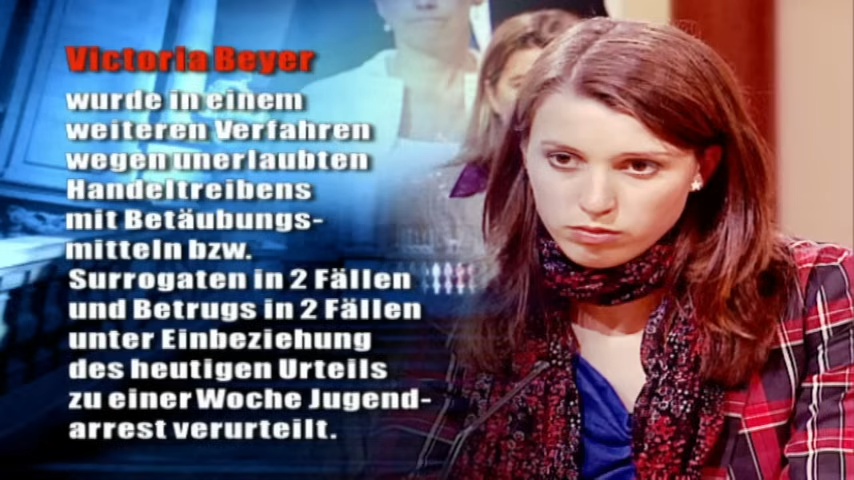 Victoria Beyer
wurde in einem
weiteren Verfahren
wegen unerlaubten
Handeltreibens
mit Betäubungs-
mitteln bzw.
Surrogaten in 2 Fällen
und Betrugs in 2 Fällen
unter Einbeziehung
des heutigen Urteils
zu einer Woche Jugend-
arrest verurteilt.